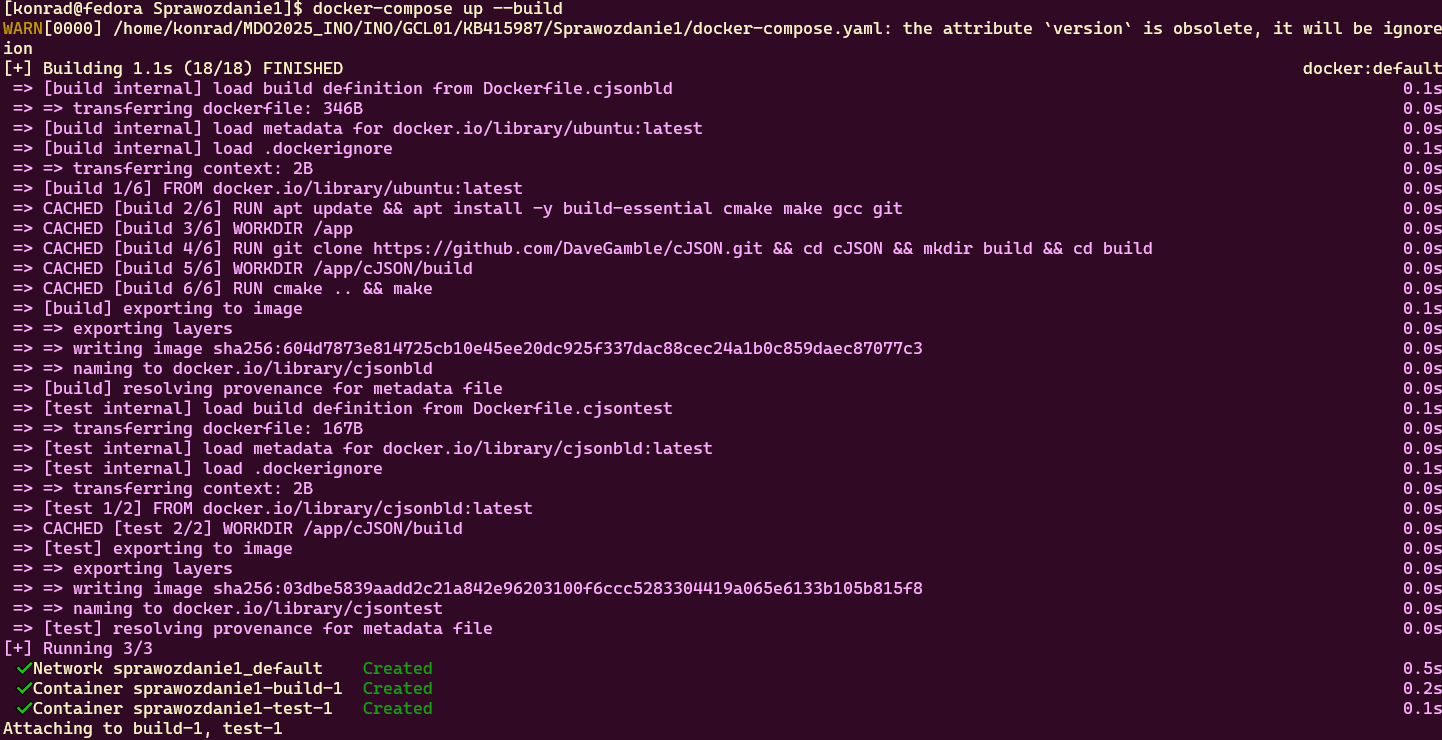 [konrad@fedora Sprawozdanie1]$ docker-compose up --build
WARN[0000] /home/konrad/MDO2025_INO/INO/GCL01/KB415987/Sprawozdanie1/docker-compose.yaml: the attribute `version` is obsolete, it will be ignore
ion
[+] Building 1.1s (18/18) FINISHED docker:default
=> [build internal] load build definition from Dockerfile.cjsonbld 0.1s
=> => transferring dockerfile: 346B 0.0s
=> [build internal] load metadata for docker.io/library/ubuntu:latest 0.0s
=> [build internal] load .dockerignore 0.1s
=> => transferring context: 2B 0.0s
=> [build 1/6] FROM docker.io/library/ubuntu:latest 0.0s
=> CACHED [build 2/6] RUN apt update && apt install -y build-essential cmake make gcc git 0.0s
=> CACHED [build 3/6] WORKDIR /app 0.0s
=> CACHED [build 4/6] RUN git clone https://github.com/DaveGamble/cJSON.git && cd cJSON && mkdir build && cd build 0.0s
=> CACHED [build 5/6] WORKDIR /app/cJSON/build 0.0s
=> CACHED [build 6/6] RUN cmake .. && make 0.0s
=> [build] exporting to image 0.1s
=> => exporting layers 0.0s
=> => writing image sha256:604d7873e814725cb10e45ee20dc925f337dac88cec24a1b0c859daec87077c3 0.0s
=> => naming to docker.io/library/cjsonbld 0.0s
=> [build] resolving provenance for metadata file 0.0s
=> [test internal] load build definition from Dockerfile.cjsontest 0.1s
=> => transferring dockerfile: 167B 0.0s
=> [test internal] load metadata for docker.io/library/cjsonbld:latest 0.0s
=> [test internal] load .dockerignore 0.1s
=> => transferring context: 2B 0.0s
=> [test 1/2] FROM docker.io/library/cjsonbld:latest 0.0s
=> CACHED [test 2/2] WORKDIR /app/cJSON/build 0.0s
=> [test] exporting to image 0.0s
=> => exporting layers 0.0s
=> => writing image sha256:03dbe5839aadd2c21a842e96203100f6ccc5283304419a065e6133b105b815f8 0.0s
=> => naming to docker.io/library/cjsontest 0.0s
=> [test] resolving provenance for metadata file 0.0s
[+] Running 3/3
✔Network sprawozdanie1_default Created 0.5s
✔Container sprawozdanie1-build-1 Created 0.2s
✔Container sprawozdanie1-test-1 Created 0.1s
Attaching to build-1, test-1